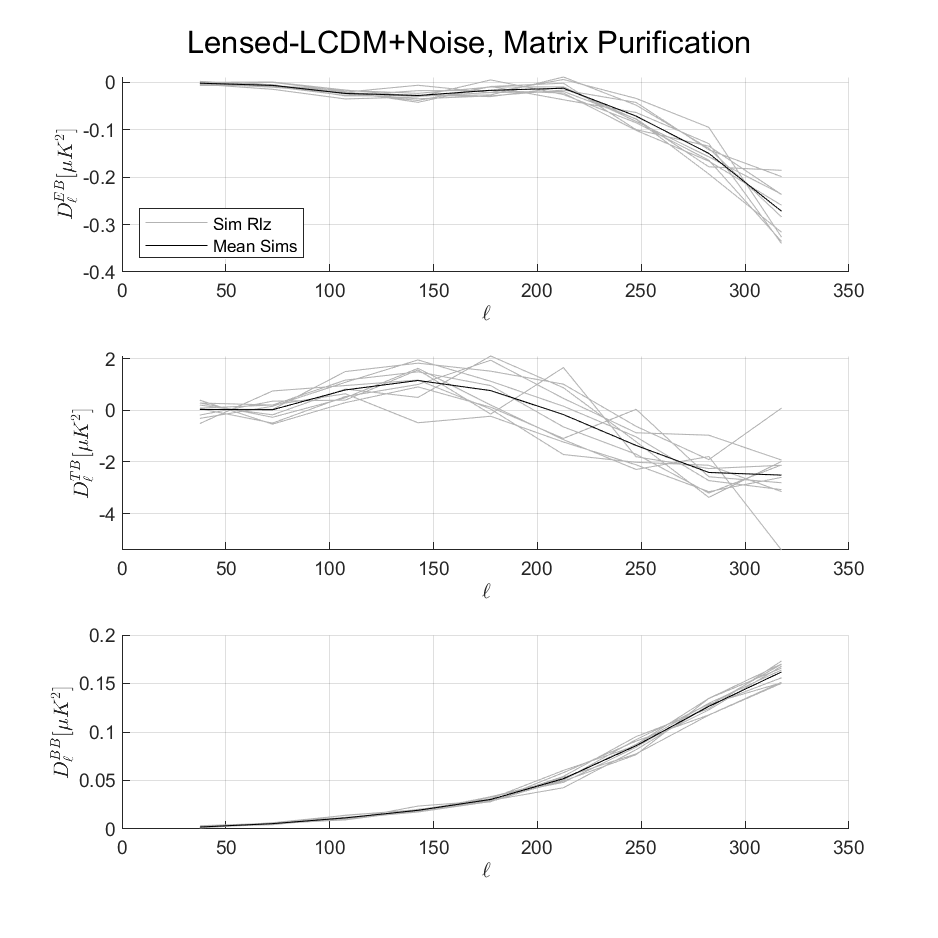 Lensed-LCDM+Noise, Matrix Purification
0
-0.1
-0.2
-0.3
-0.4
D_ℓ^{EB}[μK^2]
Sim Rlz
Mean Sims
0 50 100 150 200 250 300 350
ℓ
2
0
-2
-4
D_ℓ^{TB}[μK^2]
0 50 100 150 200 250 300 350
ℓ
0.2
0.15
0.1
0.05
0
D_ℓ^{BB}[μK^2]
0 50 100 150 200 250 300 350
ℓ